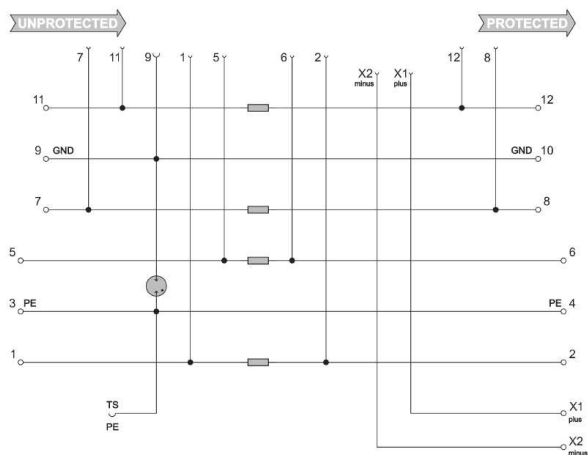 UNPROTECTED
PROTECTED
7 11 9 1 5 6 2 X2 minus X1 plus 12 8
11 12
9 GND GND 10
7 8
5 6
3 PE PE 4
1 2
TS
PE
X1
plus
X2
minus